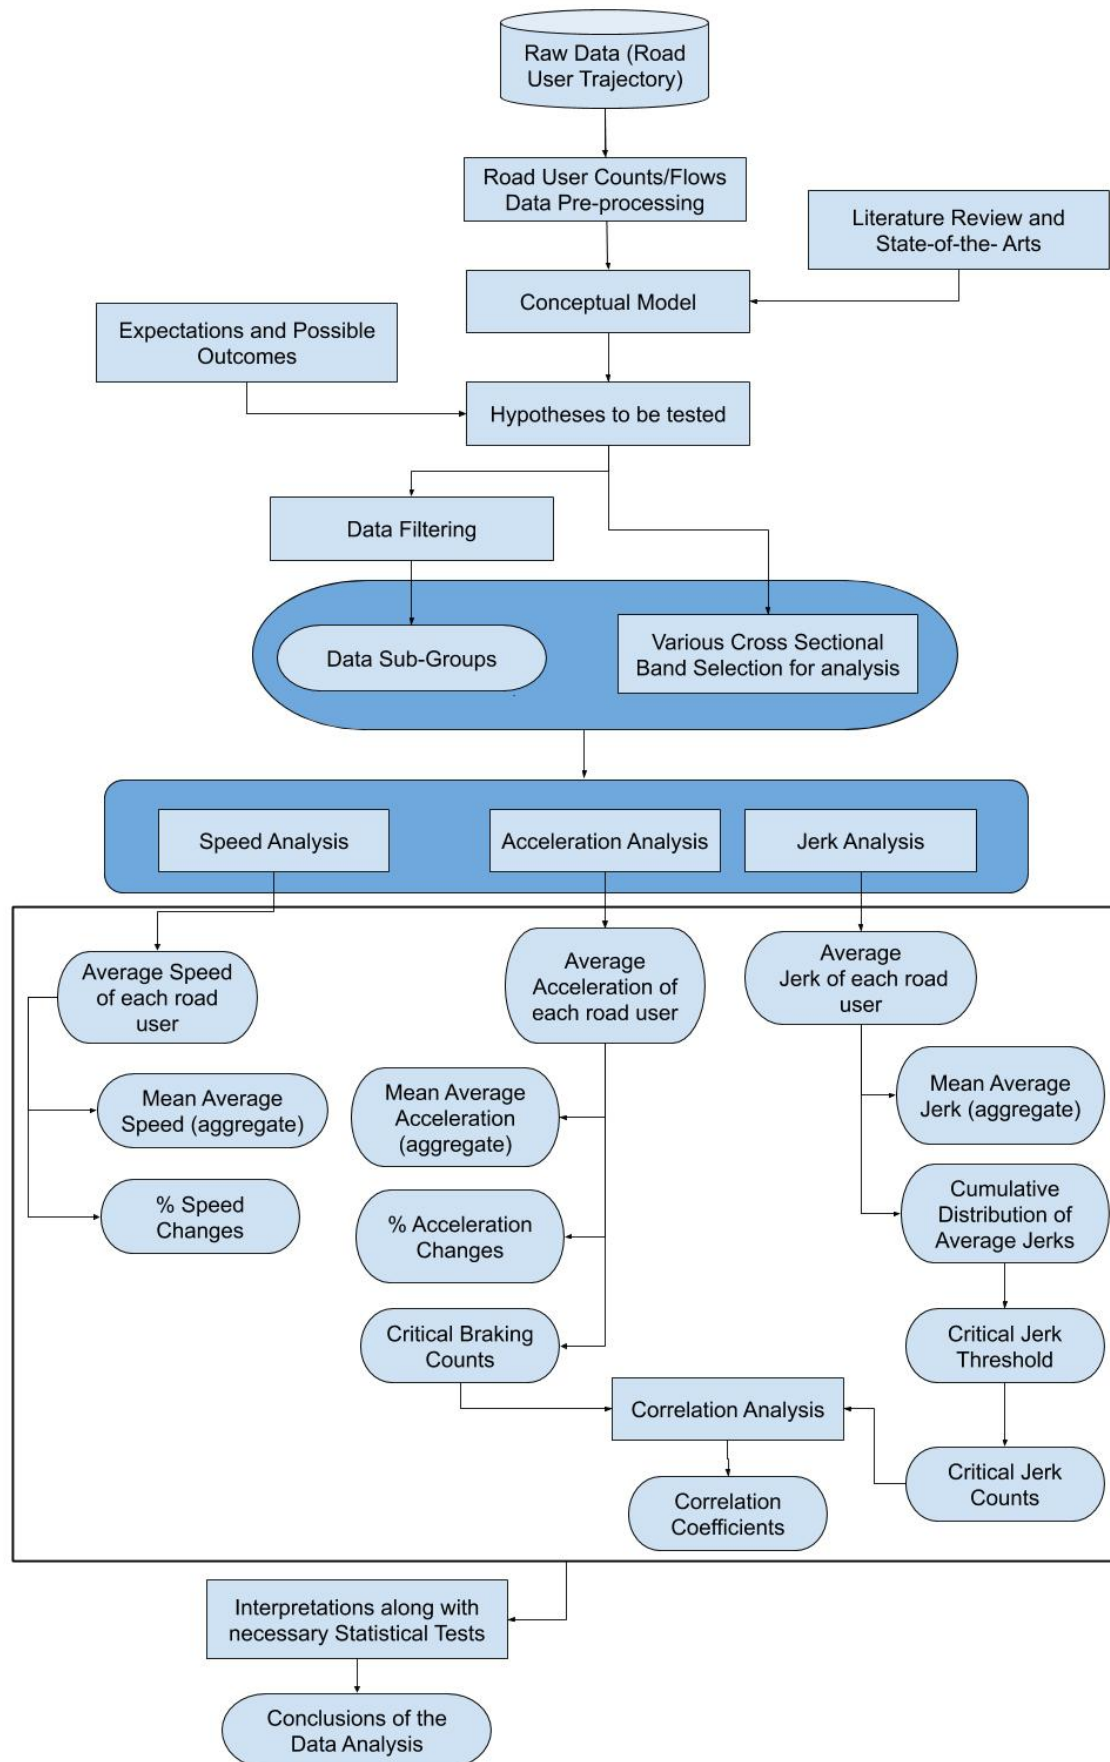 Raw Data (Road
User Trajectory)
Road User Counts/Flows
Data Pre-processing
Literature Review and
State-of-the- Arts
Conceptual Model
Expectations and Possible
Outcomes
Hypotheses to be tested
Data Filtering
Data Sub-Groups
Various Cross Sectional
Band Selection for analysis
Speed Analysis
Acceleration Analysis
Jerk Analysis
Average Speed
of each road
user
Average
Acceleration of
each road user
Average
Jerk of each road
user
Mean Average
Speed (aggregate)
Mean Average
Acceleration
(aggregate)
Mean Average
Jerk (aggregate)
% Speed
Changes
% Acceleration
Changes
Cumulative
Distribution of
Average Jerks
Critical Braking
Counts
Critical Jerk
Threshold
Correlation Analysis
Critical Jerk
Counts
Correlation
Coefficients
Interpretations along with
necessary Statistical Tests
Conclusions of the
Data Analysis